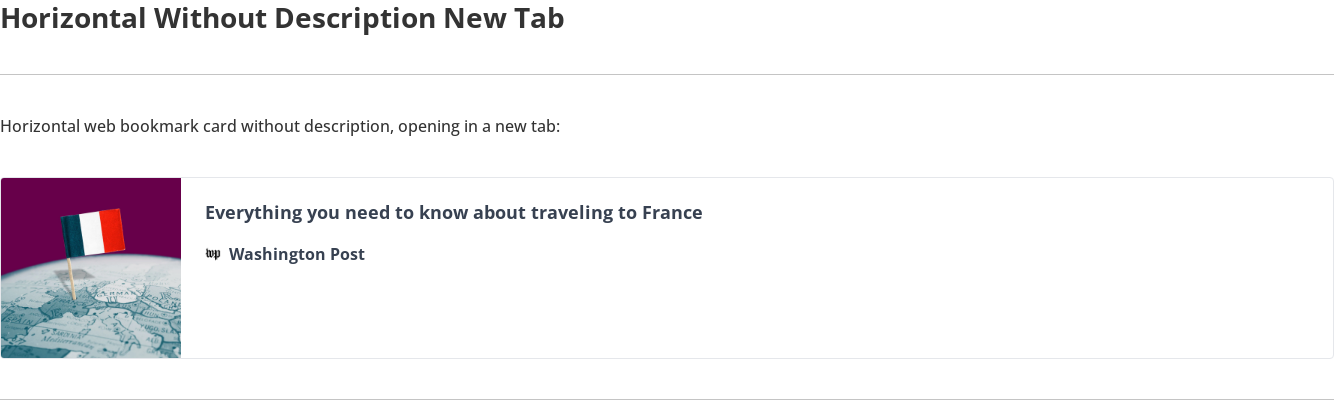 Horizontal Without Description New Tab
Horizontal web bookmark card without description, opening in a new tab:
Everything you need to know about traveling to France
wp Washington Post
GERMAN